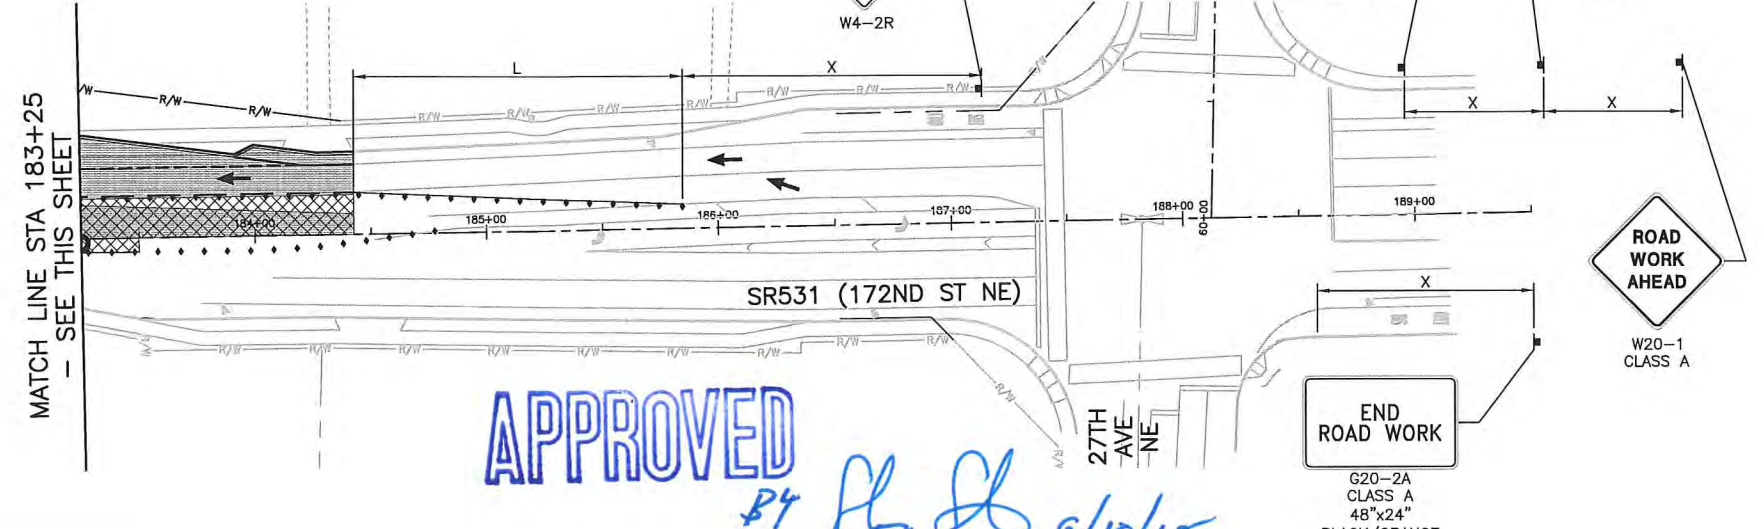 W4-2R
L
X
R/W
R/W
R/W
R/W
R/W
R/W
R/W
R/W
R/W
R/W
R/W
X
X
MATCH LINE STA 183+25
- SEE THIS SHEET
184+00
185+00
186+00
187+00
188+00
189+00
60+00
ROAD
WORK
AHEAD
W20-1
CLASS A
SR531 (172ND ST NE)
X
R/W
R/W
R/W
R/W
R/W
R/W
R/W
R/W
R/W
R/W
R/W
27TH
AVE
NE
END
ROAD WORK
G20-2A
CLASS A
48"x24"
APPROVED
BY